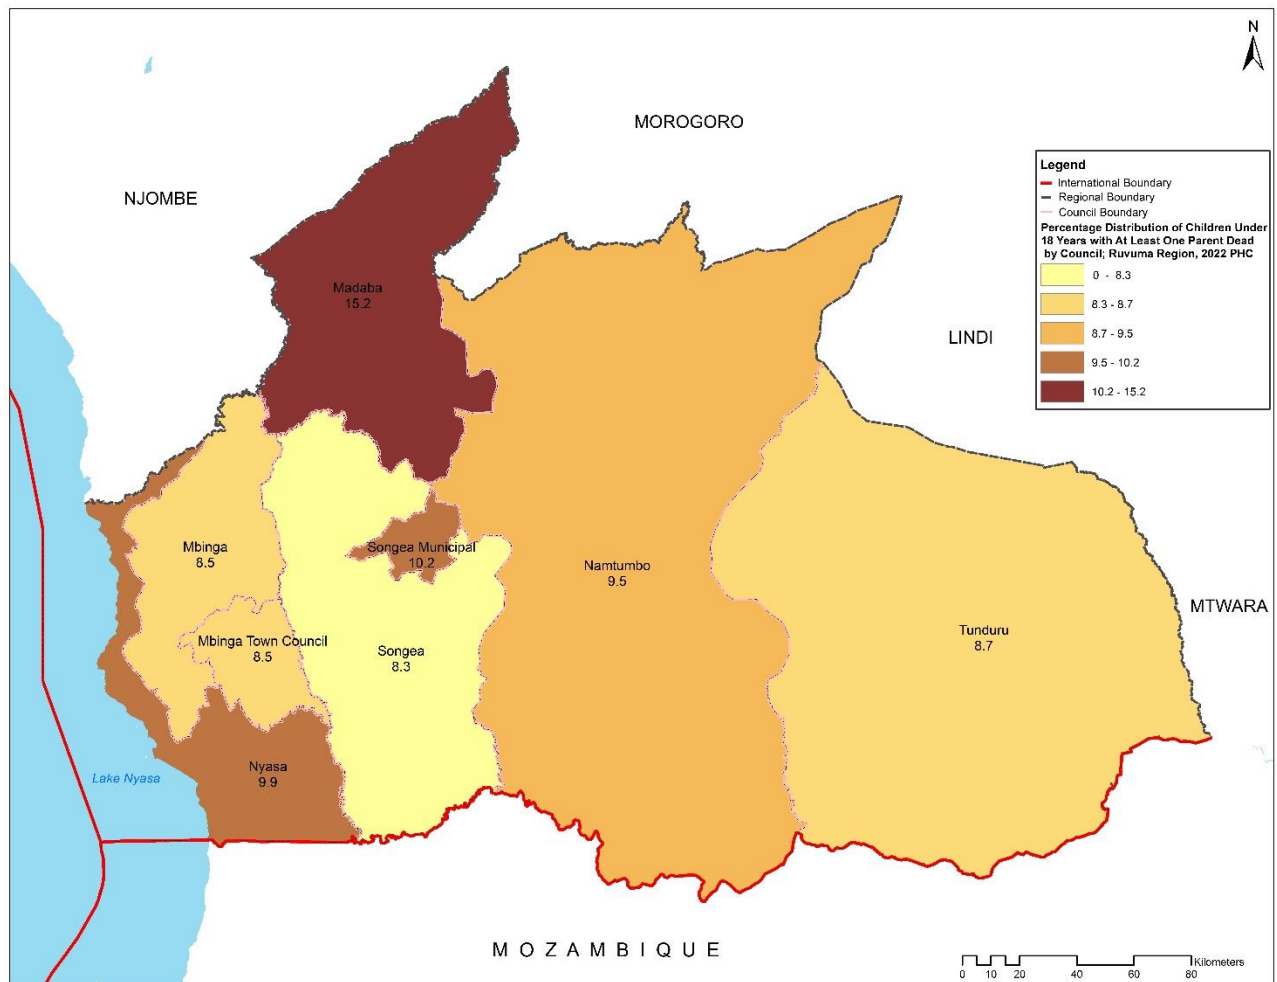 N
MOROGORO
NJOMBE
Legend
International Boundary
Regional Boundary
Council Boundary
Percentage Distribution of Children Under
18 Years with At Least One Parent Dead
by Council; Ruvuma Region, 2022 PHC
0 - 8.3
8.3 - 8.7
8.7 - 9.5
9.5 - 10.2
10.2 - 15.2
Madaba
15.2
LINDI
Mbinga
8.5
Songea Municipal
10.2
Namtumbo
9.5
MTWARA
Mbinga Town Council
8.5
Songea
8.3
Tunduru
8.7
Nyasa
9.9
Lake Nyasa
MOZAMBIQUE
Kilometers
0 10 20 40 60 80